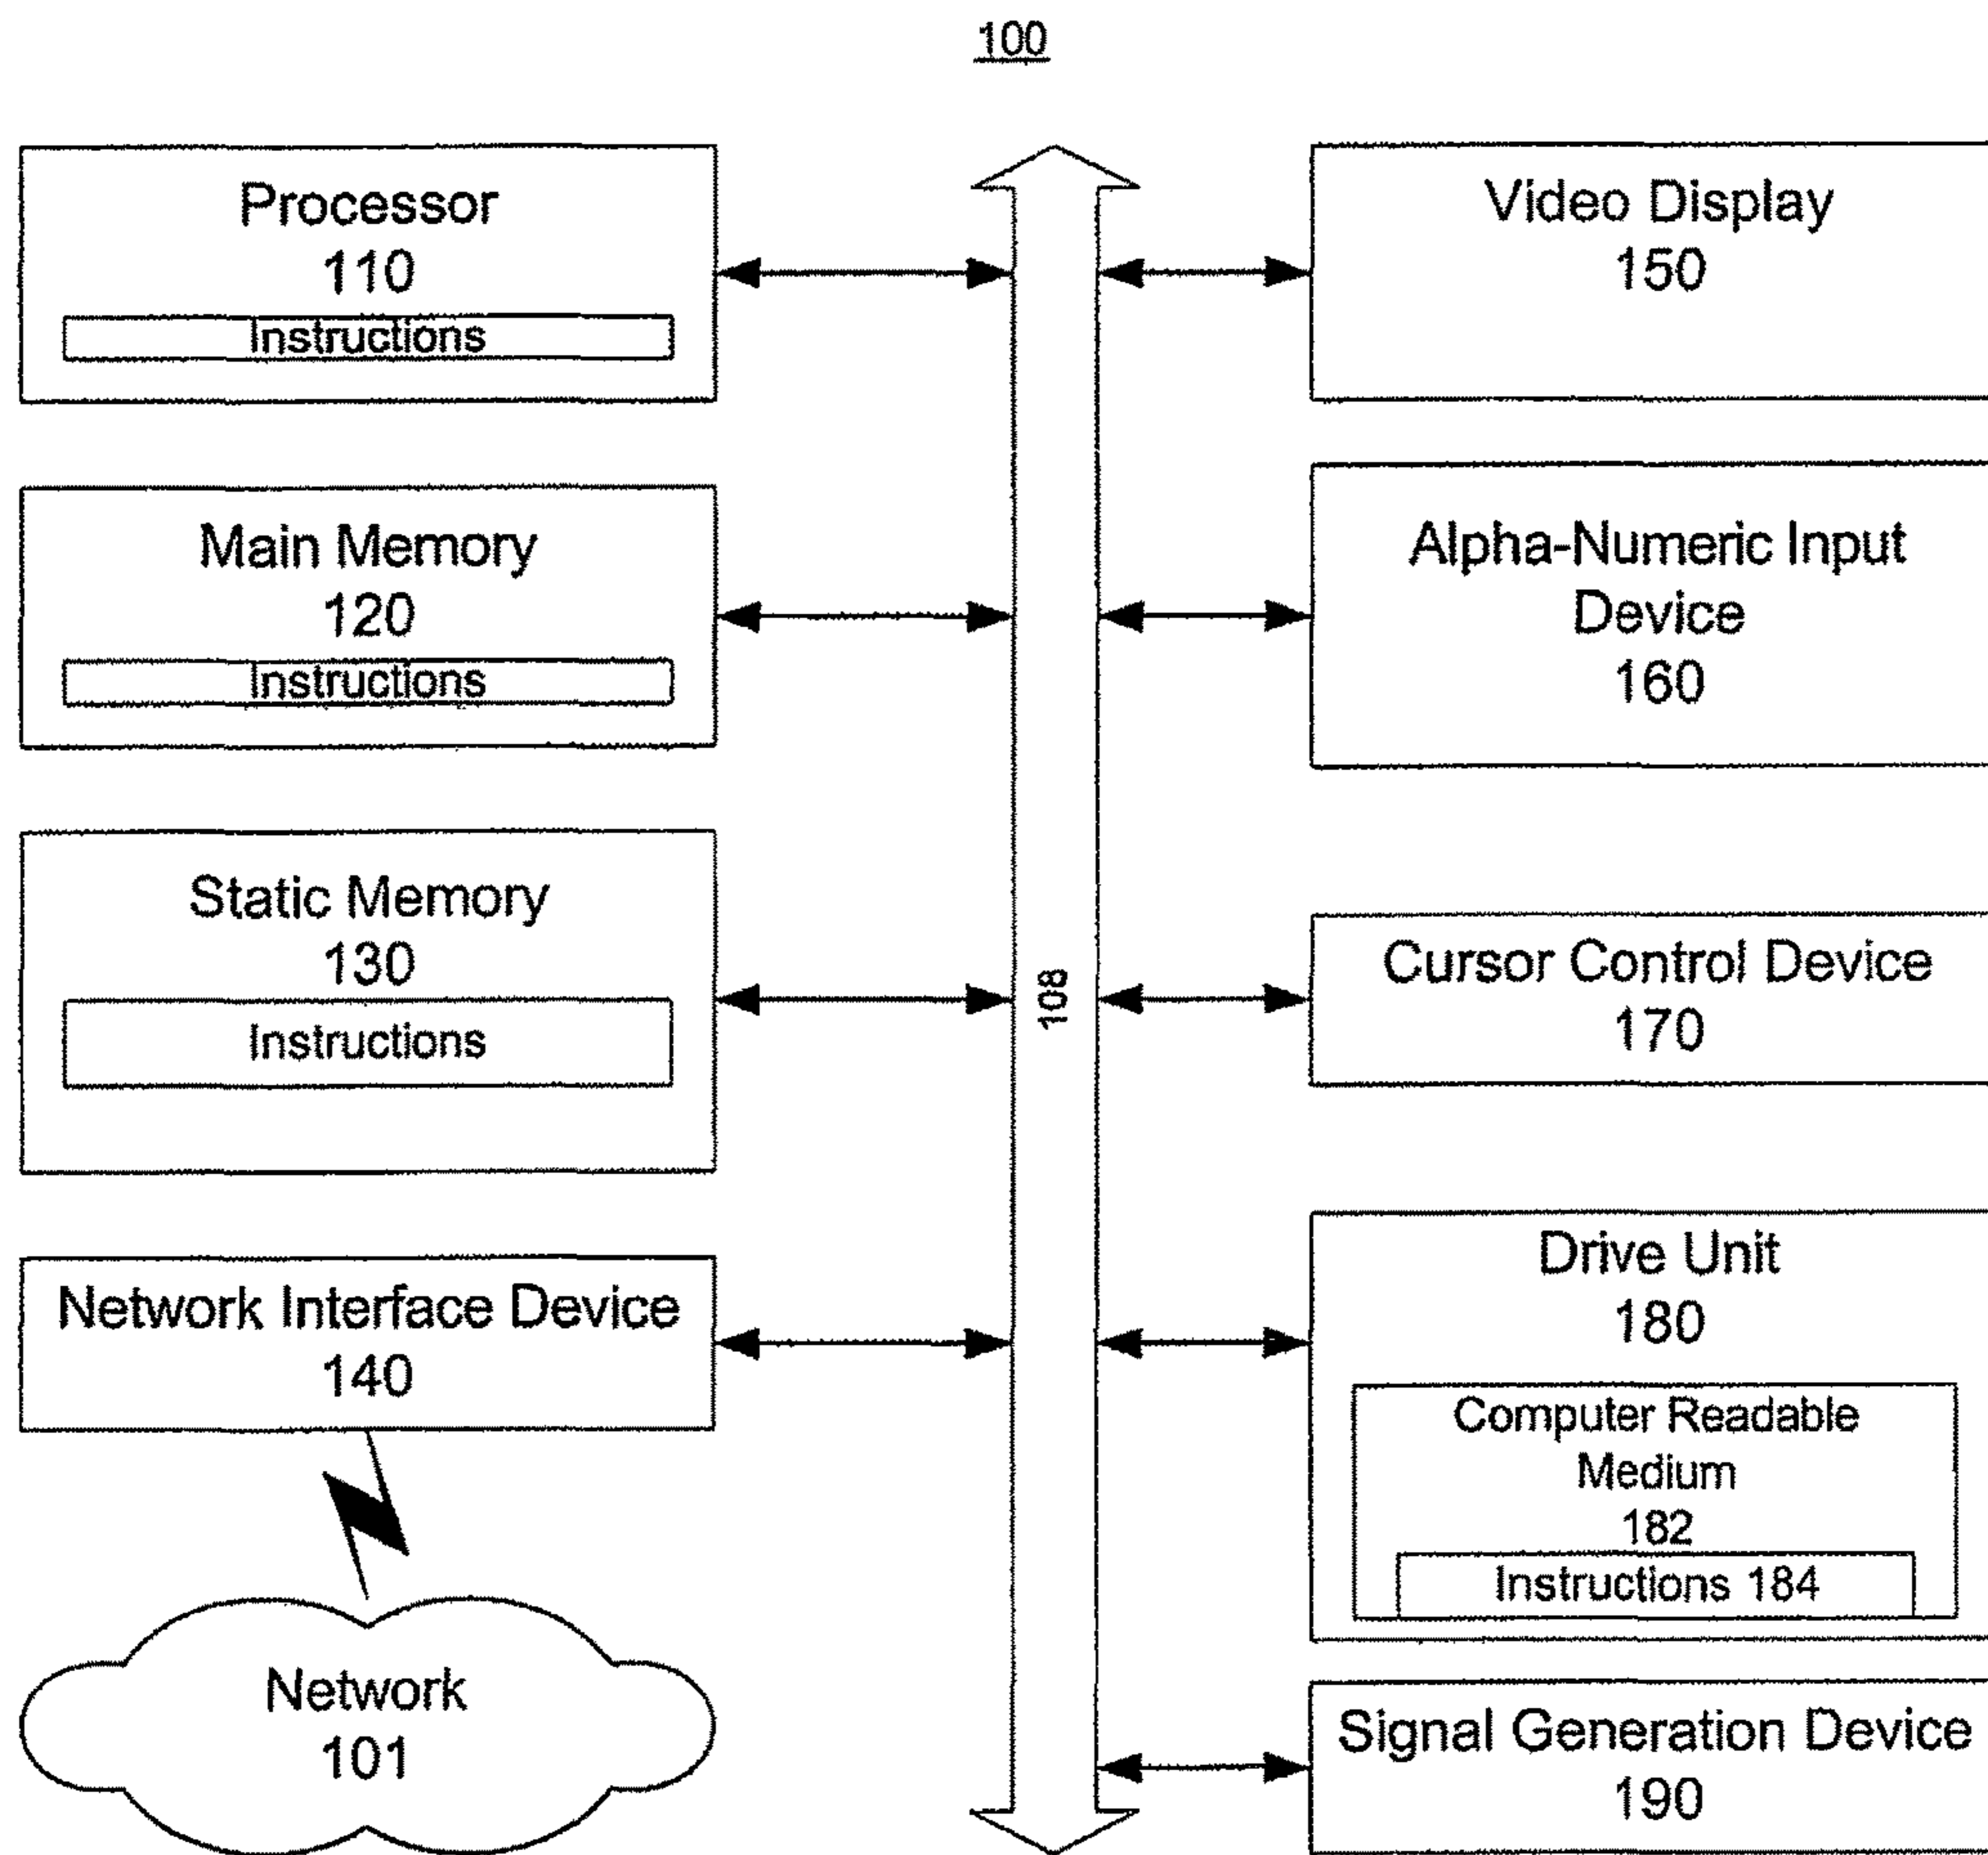 100
Processor
110
Instructions
Main Memory
120
Instructions
Static Memory
130
Instructions
Network Interface Device
140
Network
101
108
Video Display
150
Alpha-Numeric Input
Device
160
Cursor Control Device
170
Drive Unit
180
Computer Readable
Medium
182
Instructions 184
Signal Generation Device
190